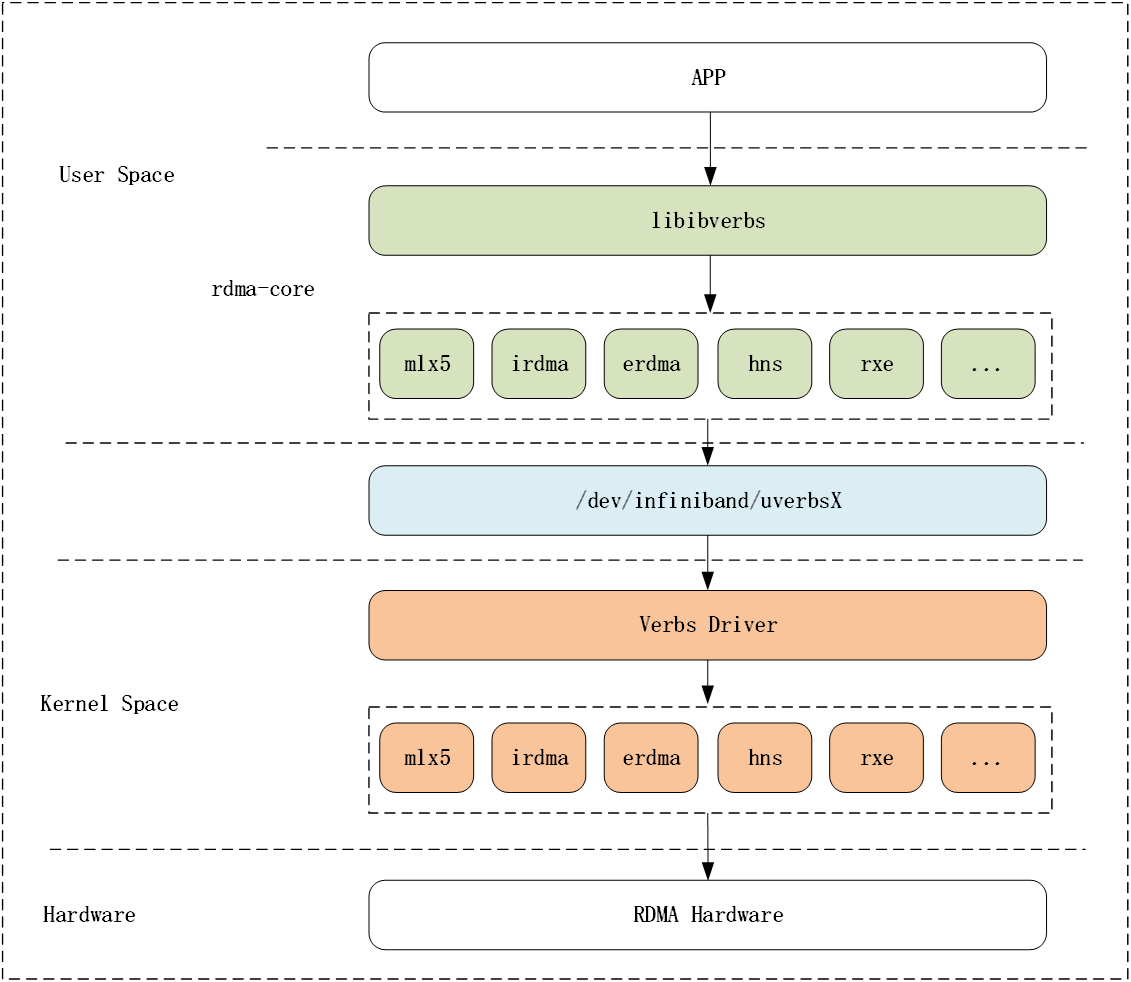 APP
User Space
libibverbs
rdma-core
mlx5 irdma erdma hns rxe ...
/dev/infiniband/uverbsX
Verbs Driver
Kernel Space
mlx5 irdma erdma hns rxe ...
Hardware
RDMA Hardware